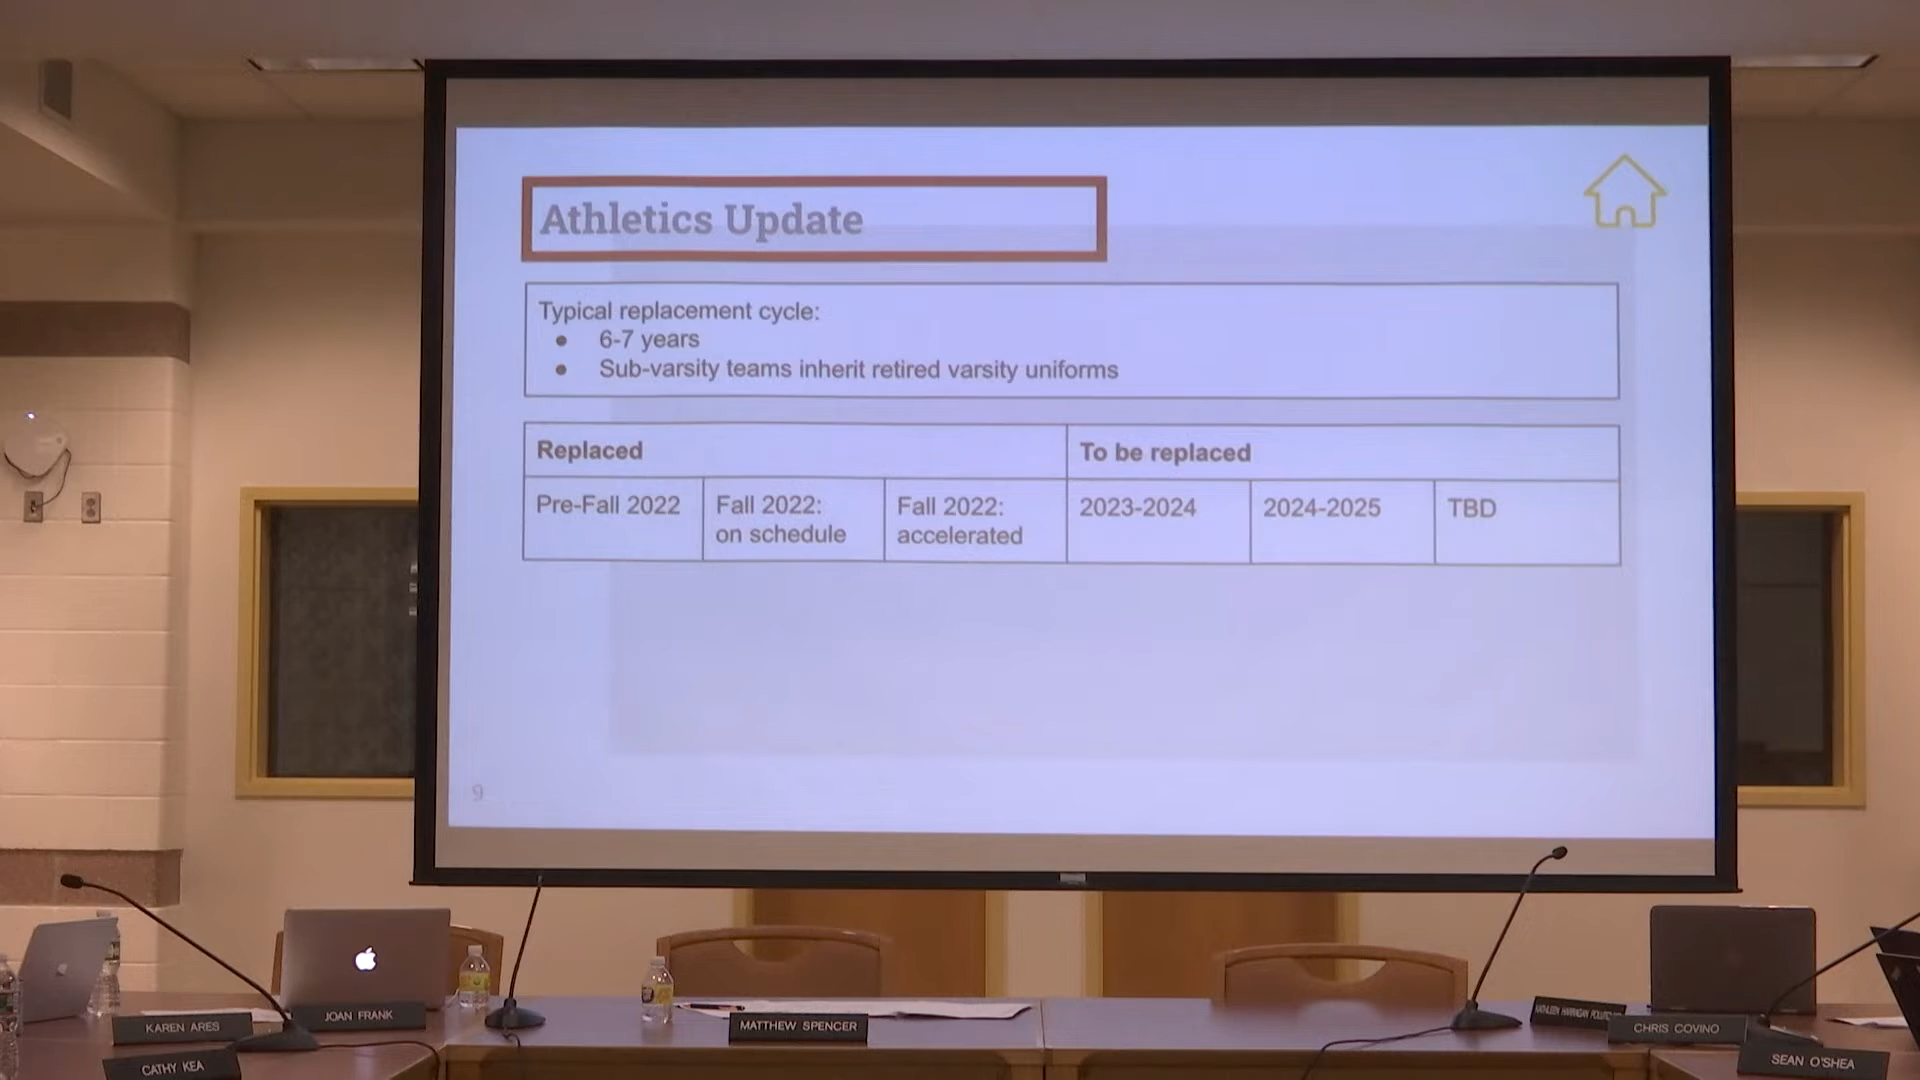 Athletics Update
Typical replacement cycle:
● 6-7 years
● Sub-varsity teams inherit retired varsity uniforms
Replaced
To be replaced
Pre-Fall 2022
Fall 2022:
on schedule
Fall 2022:
accelerated
2023-2024
2024-2025
TBD
9
KAREN ARES
JOAN FRANK
CATHY KEA
MATTHEW SPENCER
KATHLEEN HARRAGAN
CHRIS COVINO
SEAN O'SHEA